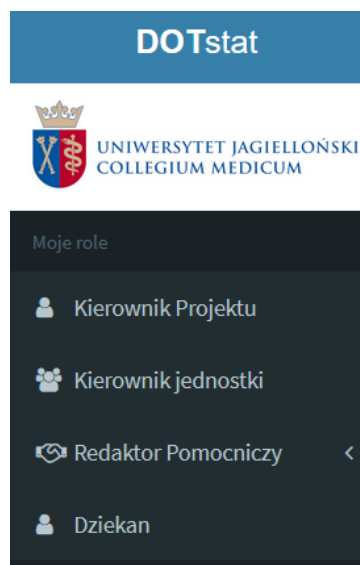 DOTstat
UNIWERSYTET JAGIELLOŃSKI
COLLEGIUM MEDICUM
Moje role
Kierownik Projektu
Kierownik jednostki
Redaktor Pomocniczy
Dziekan